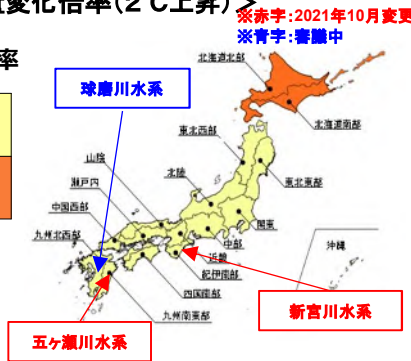 量変化倍率(2℃上昇)>
※赤字:2021年10月変更
※青字:審議中
率
北海道北部
球磨川水系
北海道南部
東北西部
山陰
瀬戸内
北陸
東北東部
中国西部
関東
九州北西部
沖縄
中部
近畿
紀伊南部
四国南部
新宮川水系
九州南東部
五ヶ瀬川水系